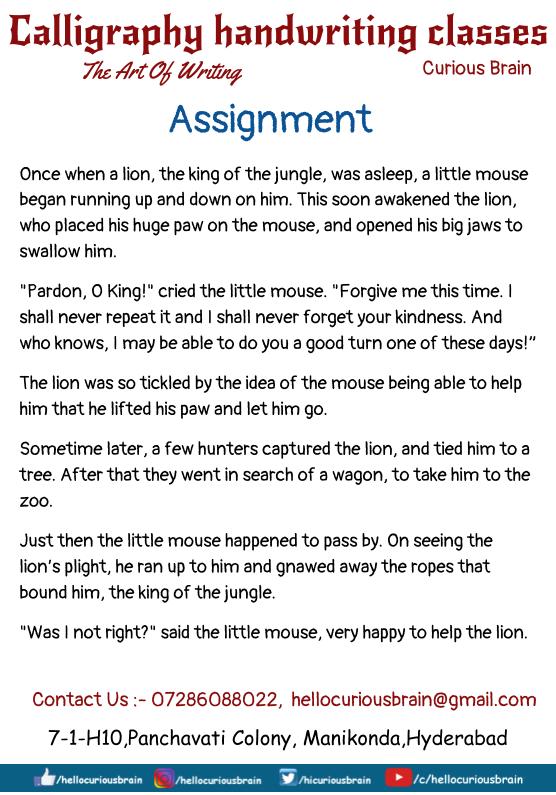 Calligraphy handwriting classes
The Art Of Writing
Curious Brain
Assignment
Once when a lion, the king of the jungle, was asleep, a little mouse
began running up and down on him. This soon awakened the lion,
who placed his huge paw on the mouse, and opened his big jaws to
swallow him.
"Pardon, O King!" cried the little mouse. "Forgive me this time. I
shall never repeat it and I shall never forget your kindness. And
who knows, I may be able to do you a good turn one of these days!”
The lion was so tickled by the idea of the mouse being able to help
him that he lifted his paw and let him go.
Sometime later, a few hunters captured the lion, and tied him to a
tree. After that they went in search of a wagon, to take him to the
zoo.
Just then the little mouse happened to pass by. On seeing the
lion’s plight, he ran up to him and gnawed away the ropes that
bound him, the king of the jungle.
"Was I not right?" said the little mouse, very happy to help the lion.
Contact Us :- 07286088022, hellocuriousbrain@gmail.com
7-1-H10,Panchavati Colony, Manikonda,Hyderabad
/hellocuriousbrain /hellocuriousbrain /hicuriousbrain /c/hellocuriousbrain